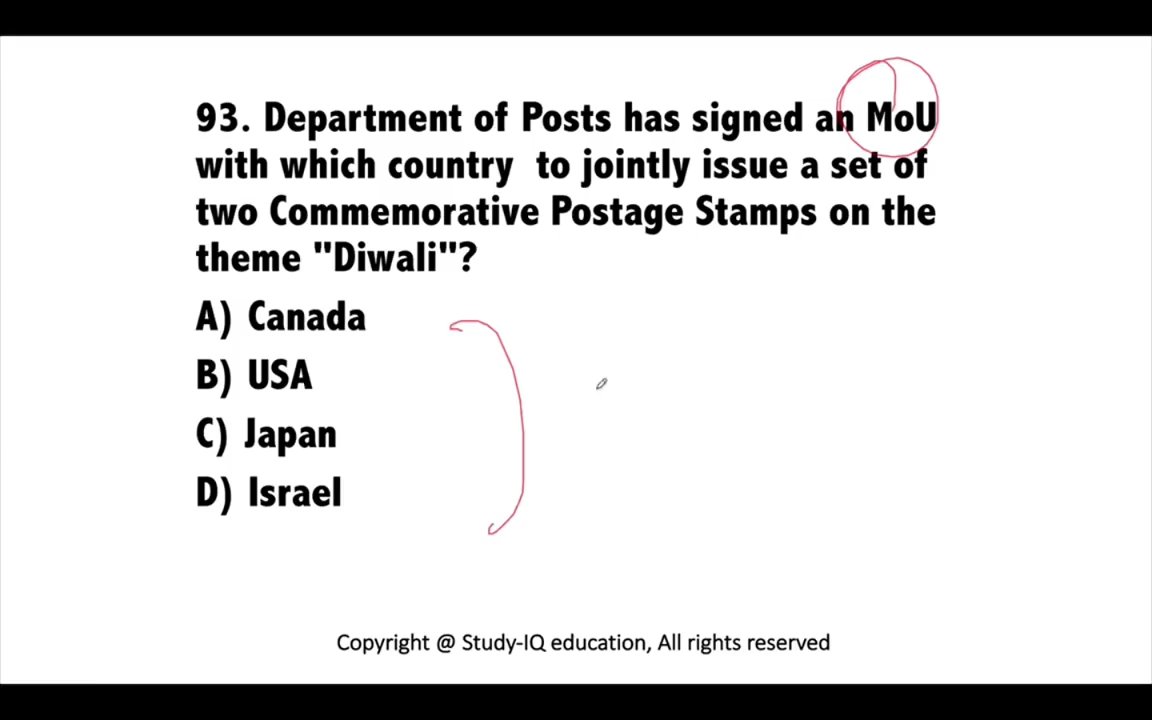 93. Department of Posts has signed an MoU
with which country to jointly issue a set of
two Commemorative Postage Stamps on the
theme "Diwali"?
A) Canada
B) USA
C) Japan
D) Israel
Copyright @ Study-IQ education, All rights reserved